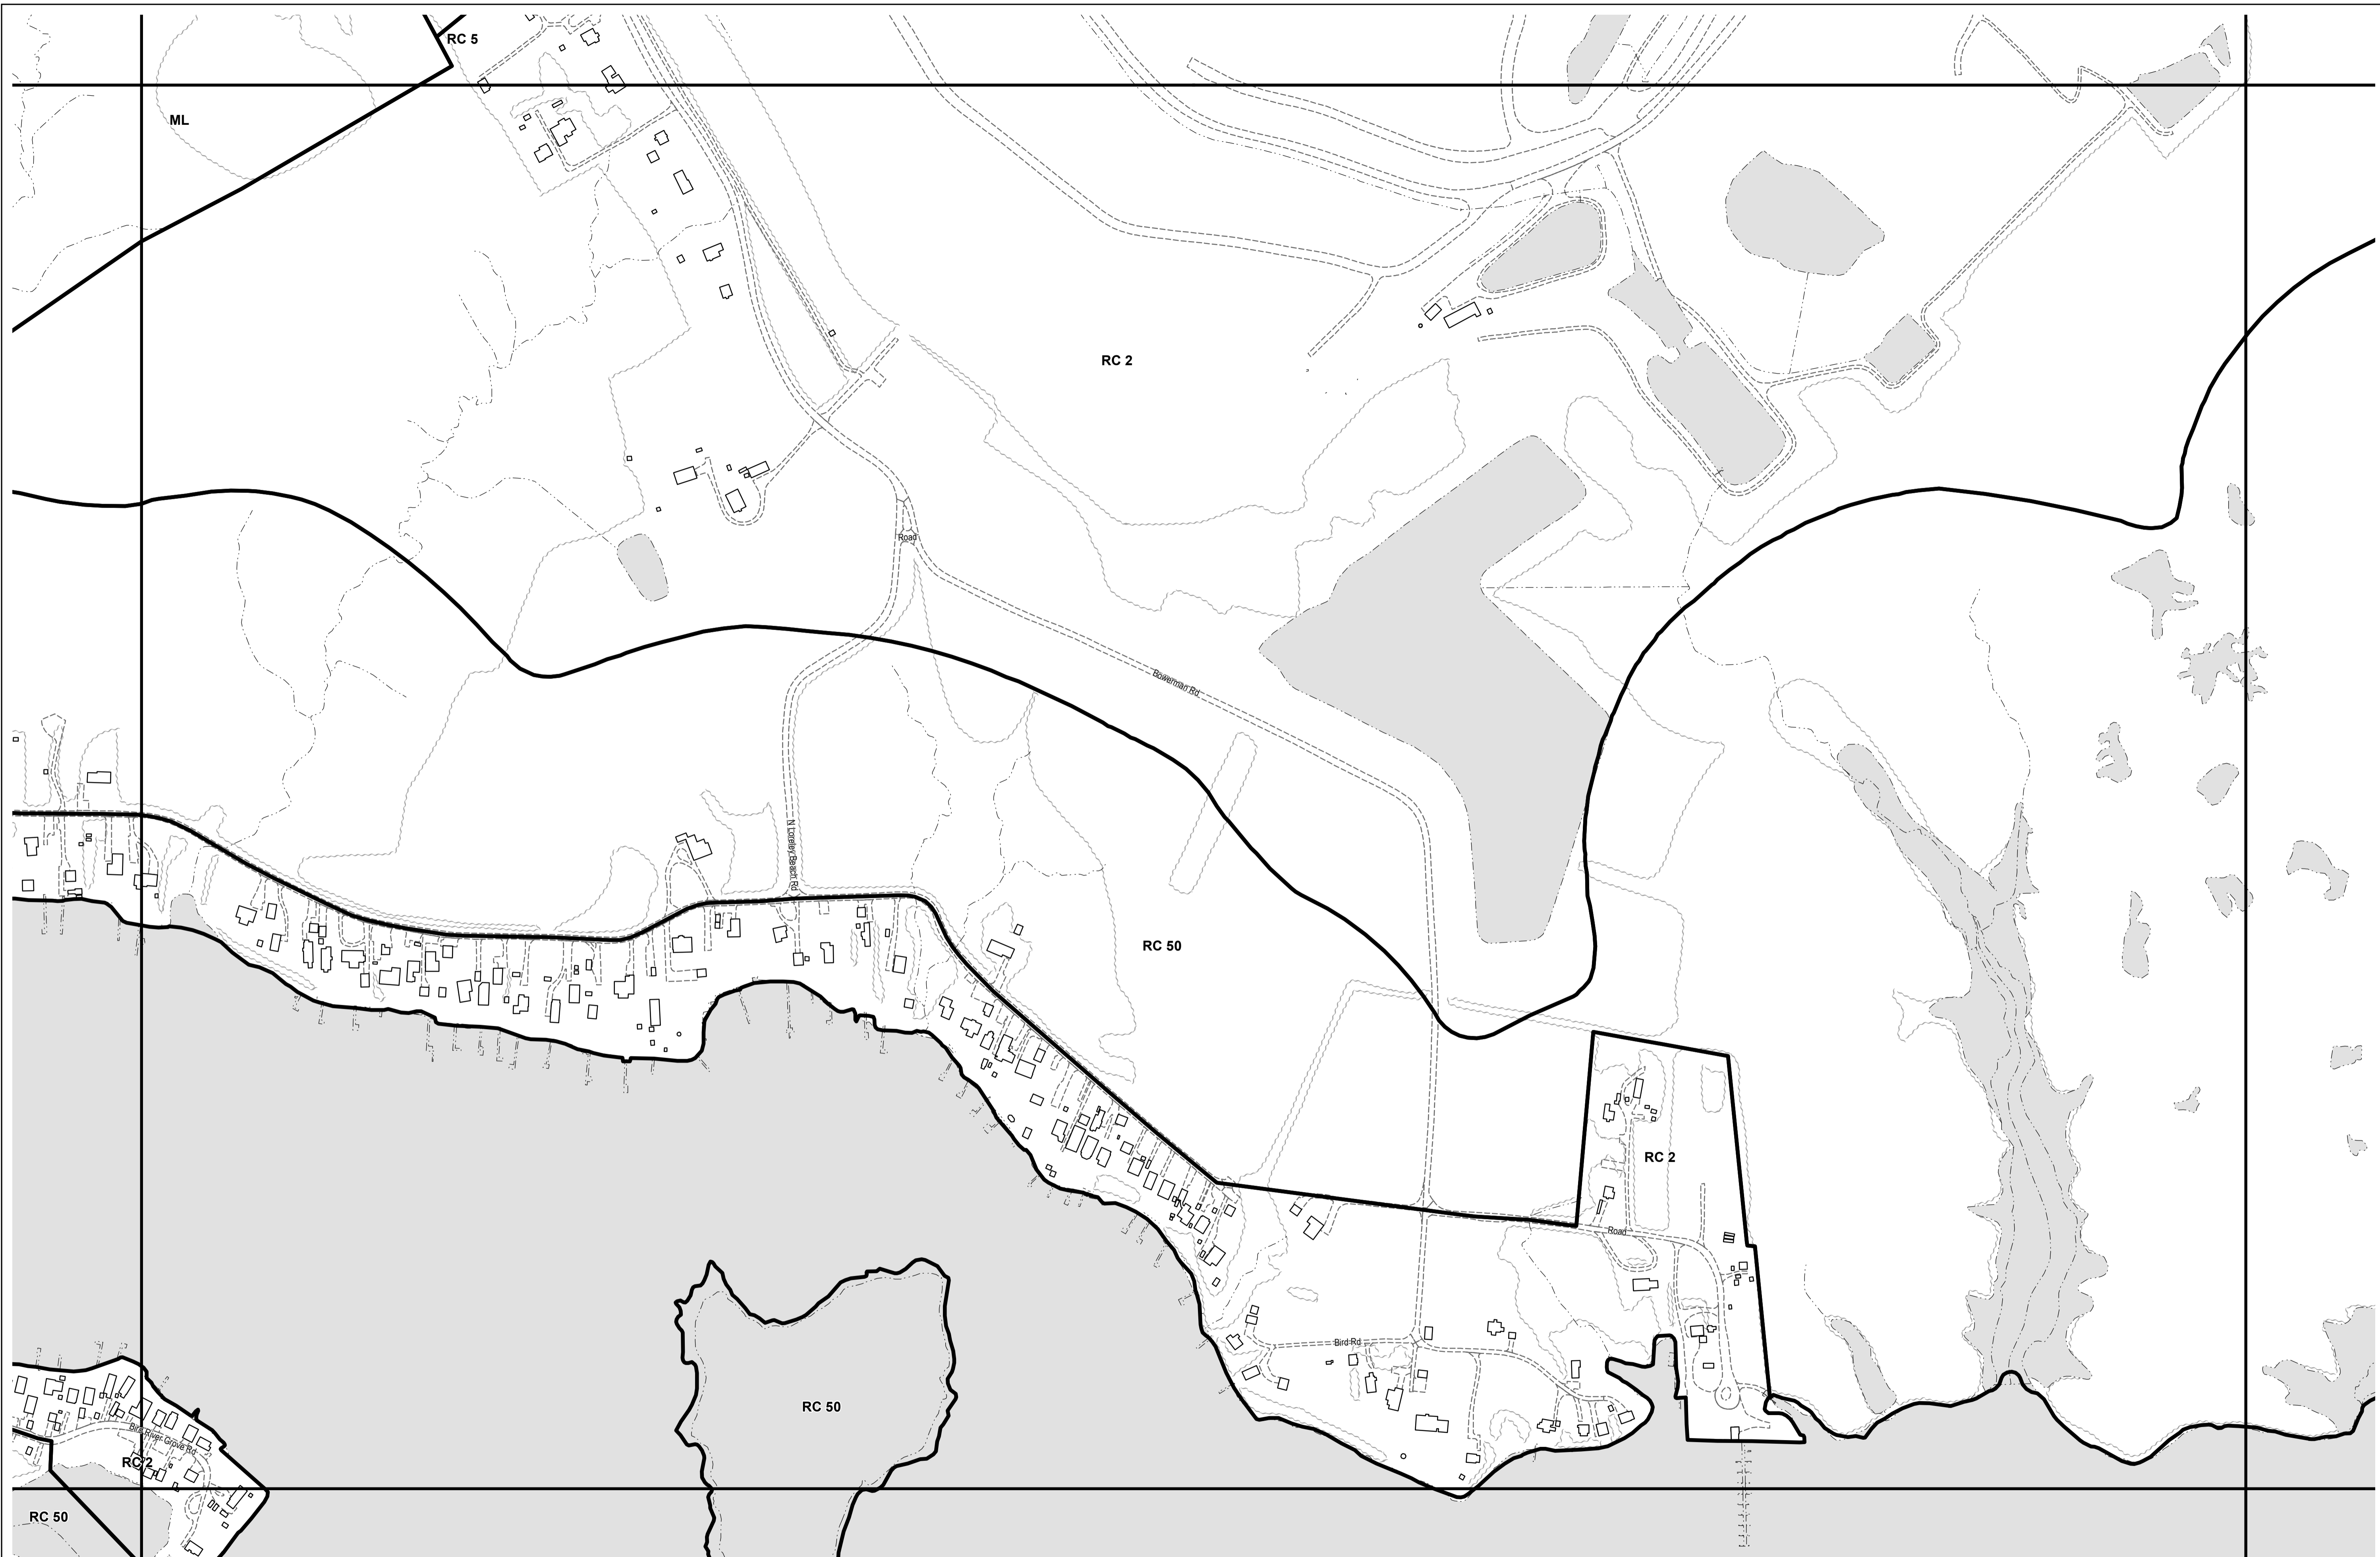 RC 5
ML
RC 2
Road
Bowerman Rd
N Loreley Beach Rd
RC 50
RC 2
Road
Bird Rd
RC 50
Bird River Grove Rd
RC 2
RC 50